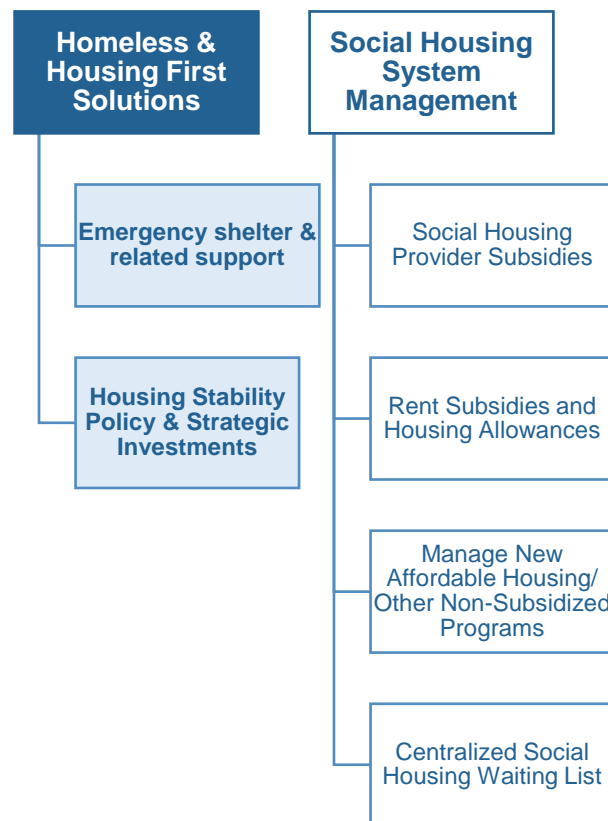 Homeless &
Housing First
Solutions
Social Housing
System
Management
Emergency shelter &
related support
Housing Stability
Policy & Strategic
Investments
Social Housing
Provider Subsidies
Rent Subsidies and
Housing Allowances
Manage New
Affordable Housing/
Other Non-Subsidized
Programs
Centralized Social
Housing Waiting List